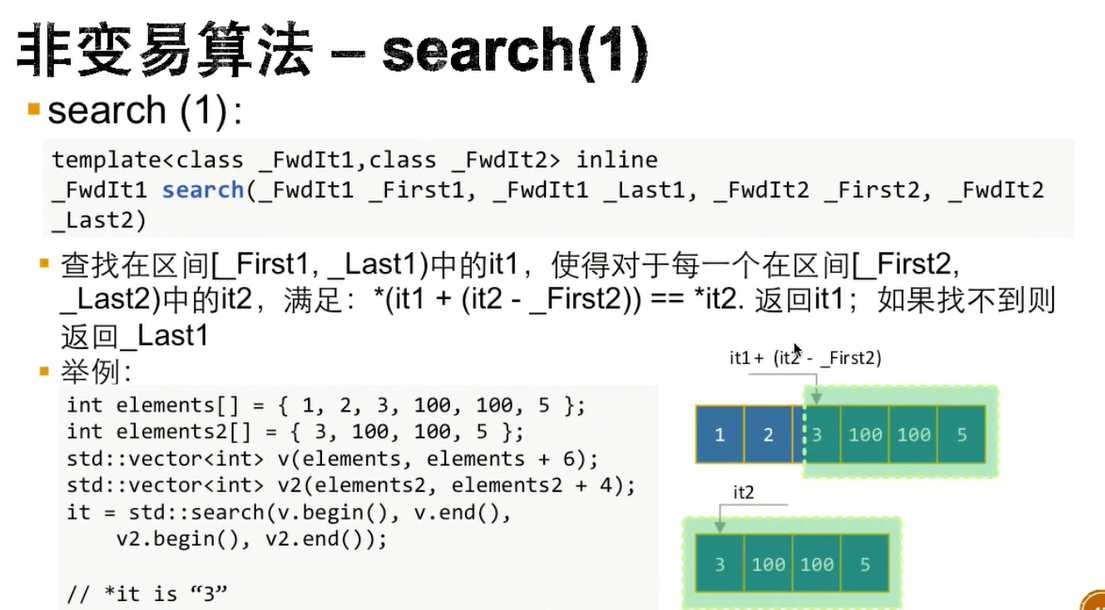 非变易算法 – search(1)
search (1):
template<class _FwdIt1,class _FwdIt2> inline
_FwdIt1 search(_FwdIt1 _First1, _FwdIt1 _Last1, _FwdIt2 _First2, _FwdIt2
_Last2)
查找在区间[_First1, _Last1)中的it1，使得对于每一个在区间[_First2,
_Last2)中的it2，满足：*(it1 + (it2 - _First2)) == *it2. 返回it1；如果找不到则
返回_Last1
举例：
int elements[] = { 1, 2, 3, 100, 100, 5 };
int elements2[] = { 3, 100, 100, 5 };
std::vector<int> v(elements, elements + 6);
std::vector<int> v2(elements2, elements2 + 4);
it = std::search(v.begin(), v.end(),
v2.begin(), v2.end());
// *it is “3”
it1+ (it2 - _First2)
1 2 3 100 100 5
it2
3 100 100 5